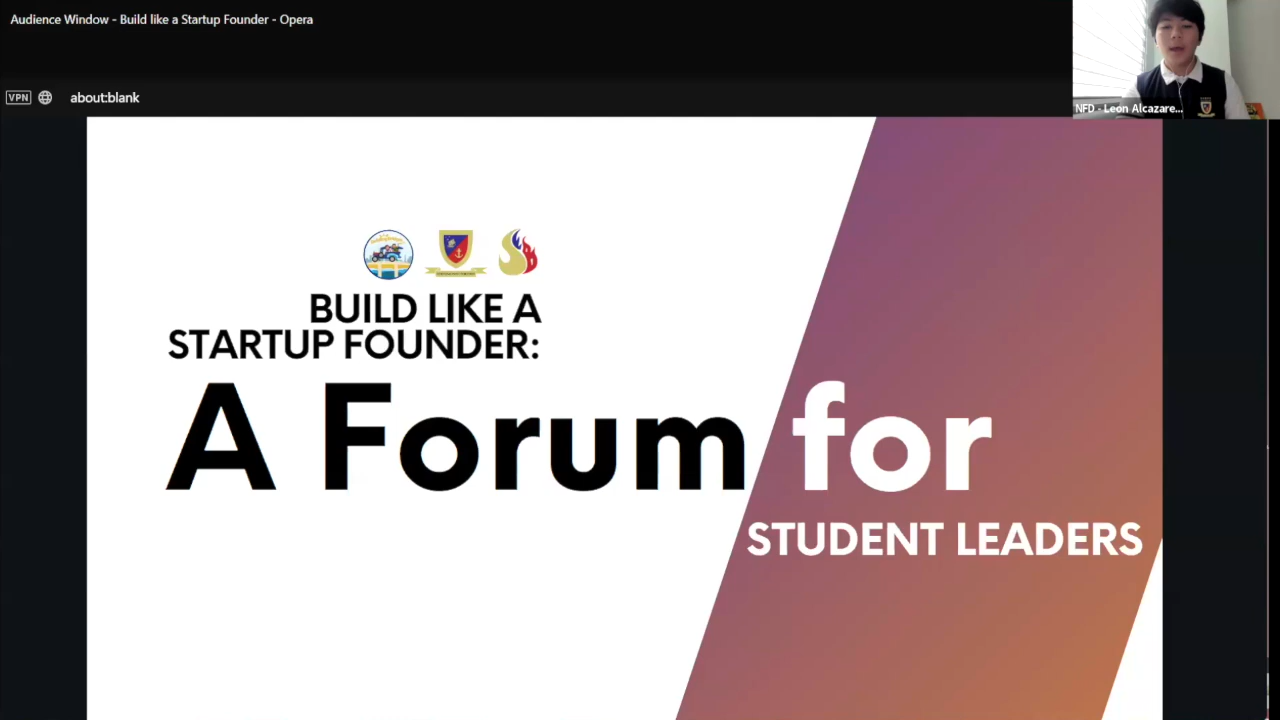 Audience Window - Build like a Startup Founder - Opera
VPN about:blank
NFD - Leon Alcazare...
BUILD LIKE A
STARTUP FOUNDER:
A Forum for
STUDENT LEADERS